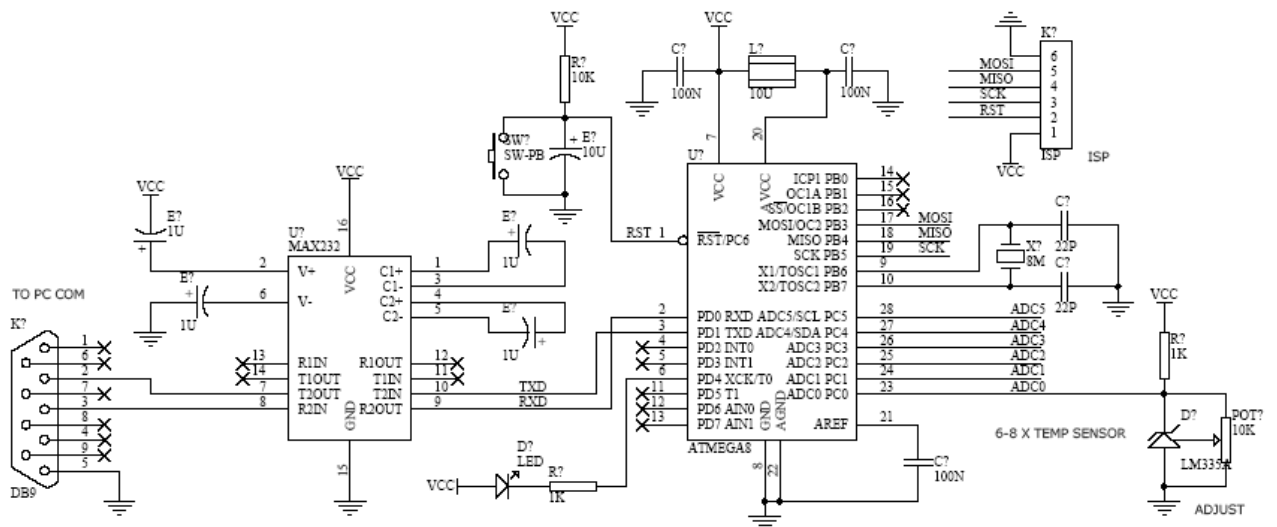 VCC
R?
10K
SW?
SW-PB
E?
10U
VCC
C?
100N
L?
10U
C?
100N
7
20
K?
6
5
4
3
2
1
MOSI
MISO
SCK
RST
VCC
ISP
ISP
VCC
E?
1U
E?
1U
VCC
16
U?
MAX232
2 V+
6 V-
VCC
C1+ 1
C1- 3
C2+ 4
C2- 5
13 R1IN
14 T1OUT
7 T2OUT
8 R2IN
R1OUT 12
T1IN 11
T2IN 10
R2OUT 9
GND
15
E?
1U
E?
1U
TXD
RXD
TO PC COM
K?
1
6
2
7
3
8
4
9
5
DB9
U?
VCC
AVCC
RST 1 RST/PC6
2 PD0 RXD
3 PD1 TXD
4 PD2 INT0
5 PD3 INT1
6 PD4 XCK/T0
11 PD5 T1
12 PD6 AIN0
13 PD7 AIN1
ICP1 PB0 14
OC1A PB1 15
SS/OC1B PB2 16
MOSI/OC2 PB3 17 MOSI
MISO PB4 18 MISO
SCK PB5 19 SCK
X1/TOSC1 PB6 9
X2/TOSC2 PB7 10
ADC5/SCL PC5 28 ADC5
ADC4/SDA PC4 27 ADC4
ADC3 PC3 26 ADC3
ADC2 PC2 25 ADC2
ADC1 PC1 24 ADC1
ADC0 PC0 23 ADC0
AREF 21
GND
AGND
8
22
ATMEGA8
C?
22P
X?
8M
C?
22P
C?
100N
VCC
D?
LED
R?
1K
VCC
R?
1K
6-8 X TEMP SENSOR
D?
LM335A
POT?
10K
ADJUST